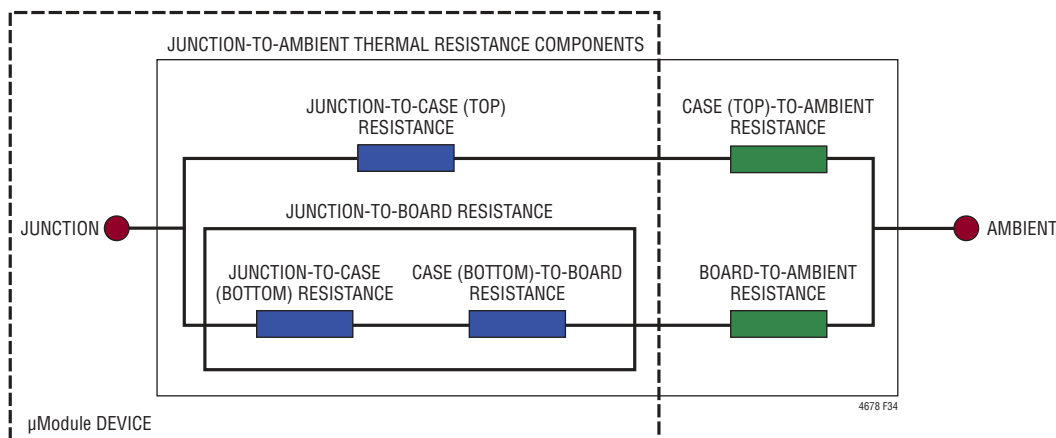 JUNCTION-TO-AMBIENT THERMAL RESISTANCE COMPONENTS
JUNCTION-TO-CASE (TOP)
RESISTANCE
CASE (TOP)-TO-AMBIENT
RESISTANCE
JUNCTION
JUNCTION-TO-BOARD RESISTANCE
AMBIENT
JUNCTION-TO-CASE
(BOTTOM) RESISTANCE
CASE (BOTTOM)-TO-BOARD
RESISTANCE
BOARD-TO-AMBIENT
RESISTANCE
4678 F34
µModule DEVICE